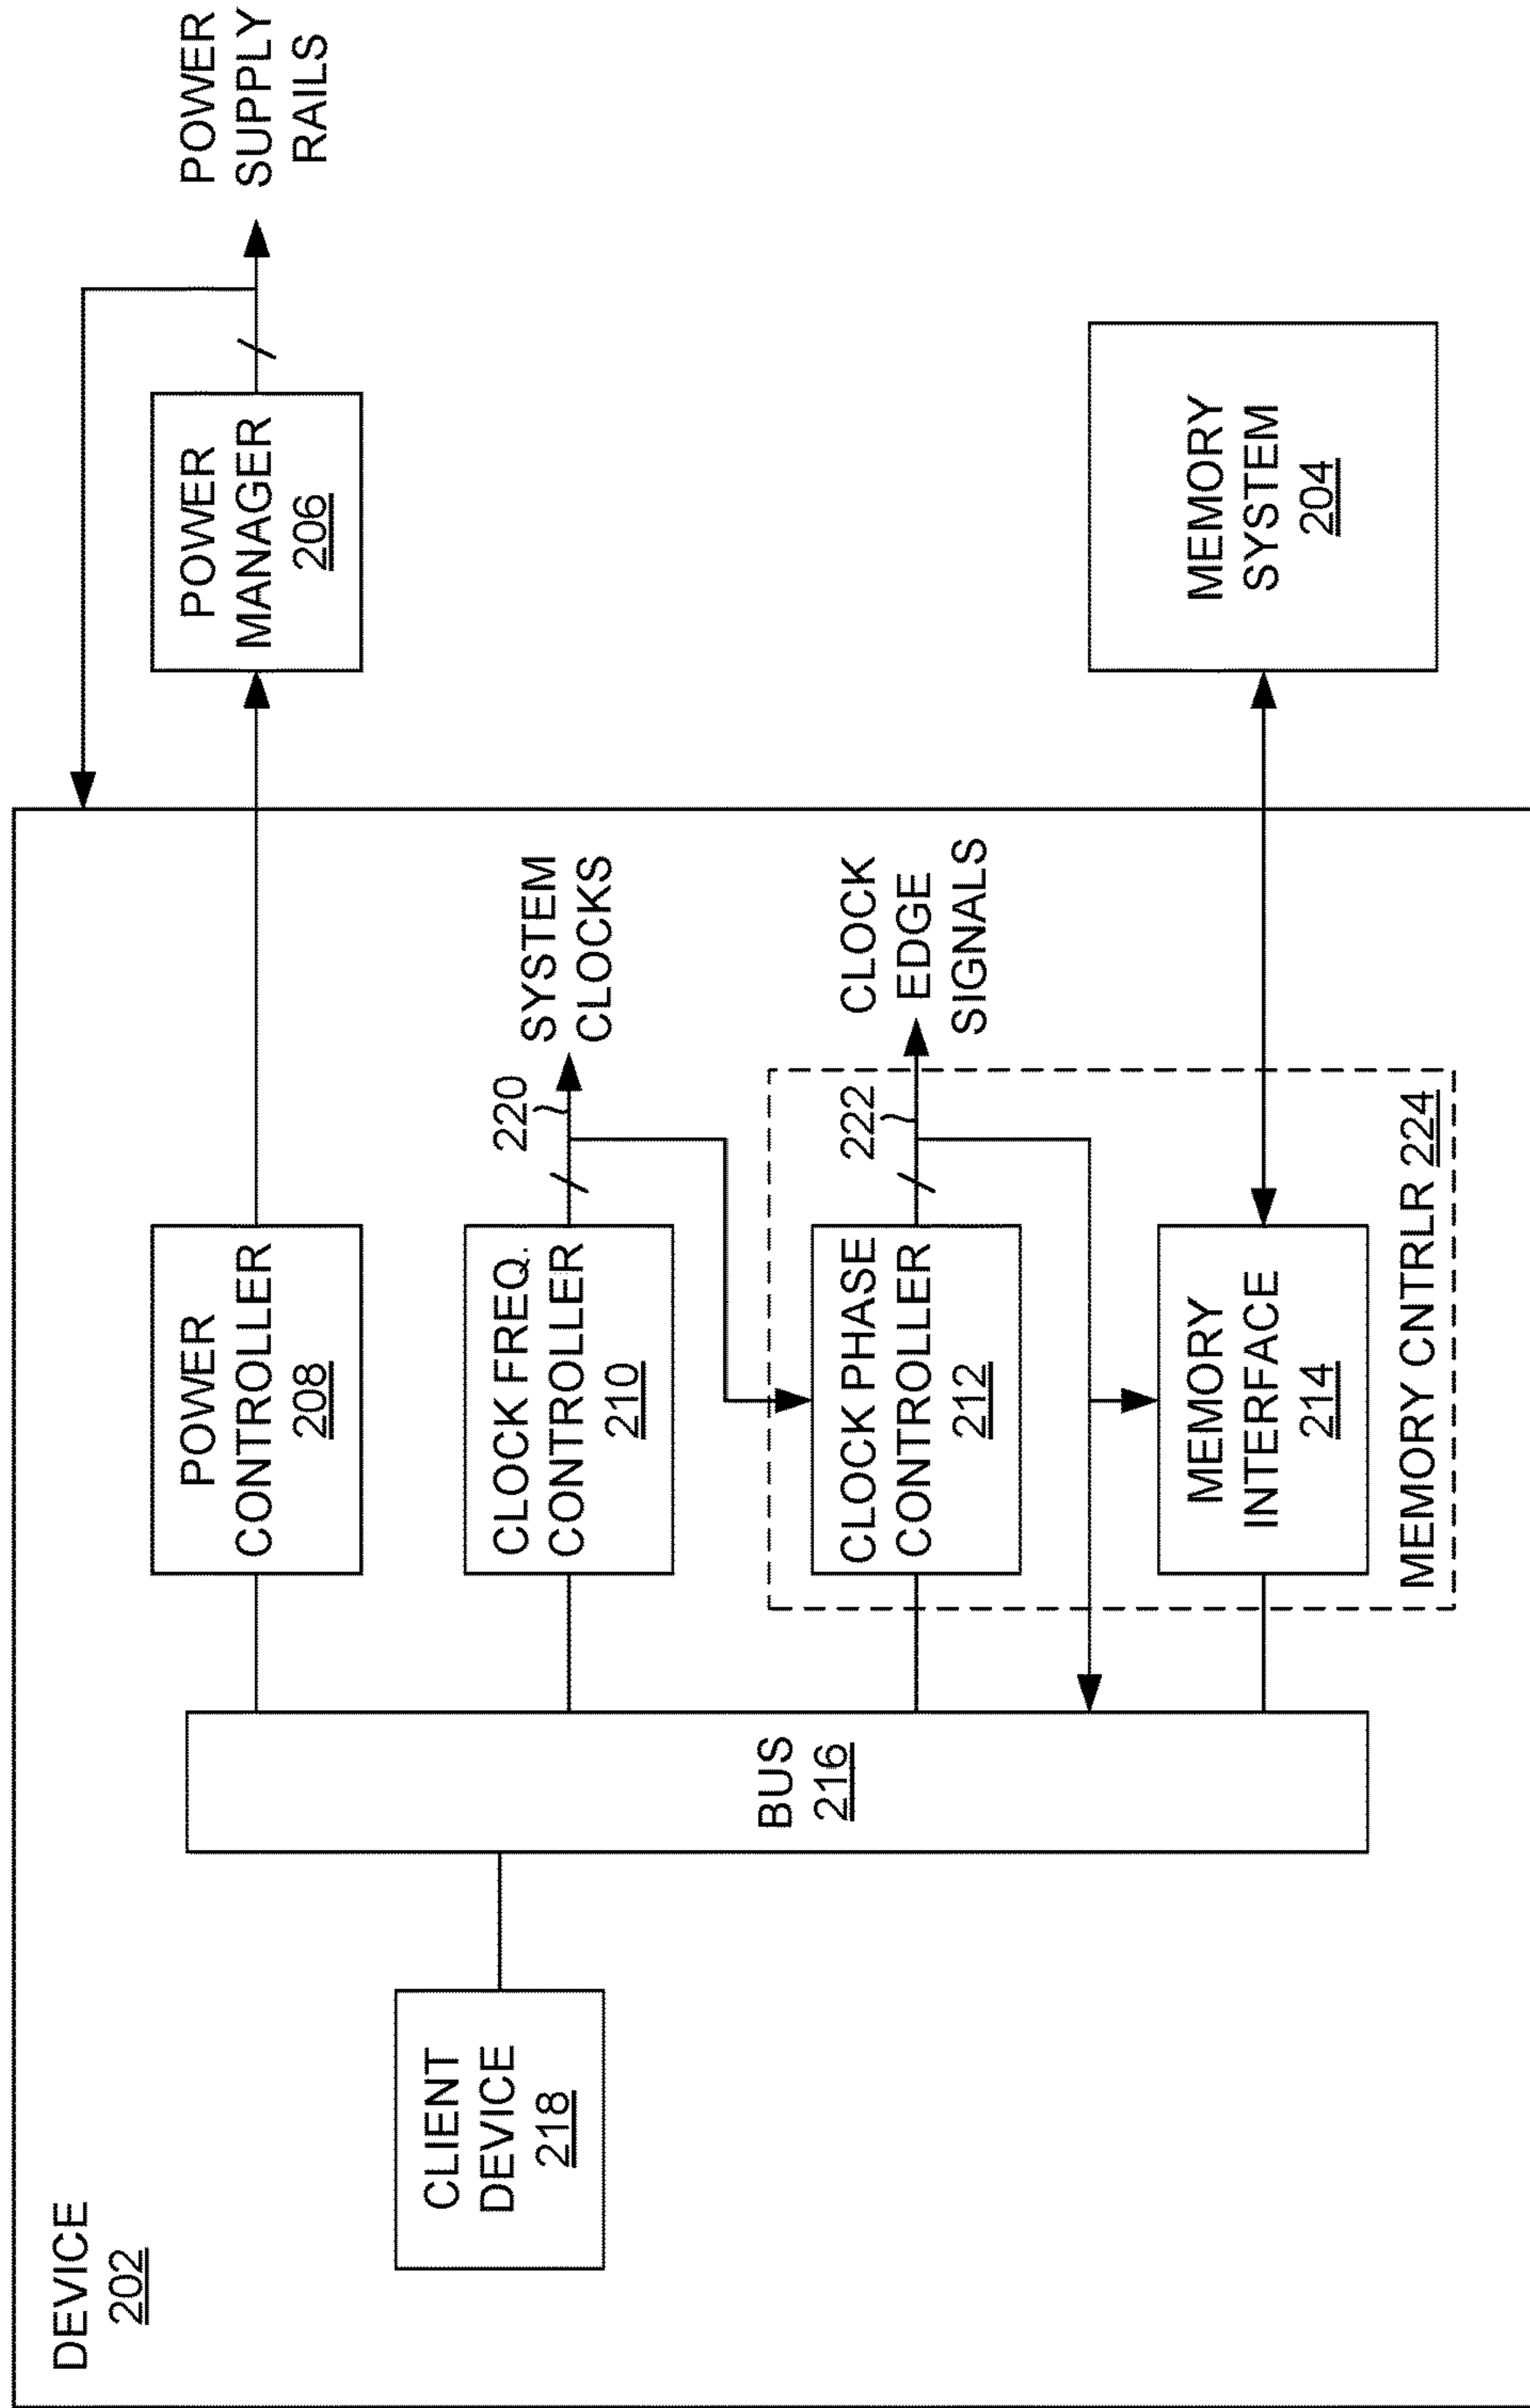 DEVICE
202
CLIENT
DEVICE
218
BUS
216
POWER
CONTROLLER
208
CLOCK FREQ.
CONTROLLER
210
CLOCK PHASE
CONTROLLER
212
MEMORY
INTERFACE
214
MEMORY CNTRLR 224
220
SYSTEM
CLOCKS
222
CLOCK
EDGE
SIGNALS
POWER
MANAGER
206
POWER
SUPPLY
RAILS
MEMORY
SYSTEM
204